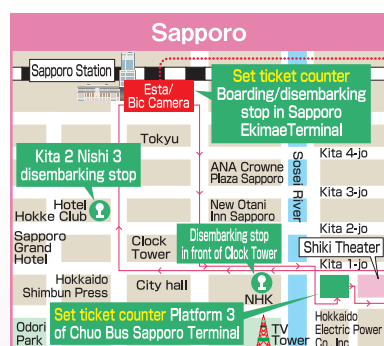 Sapporo
Sapporo Station
Esta/
Bic Camera
Set ticket counter
Boarding/disembarking
stop in Sapporo
EkimaeTerminal
Tokyu
Kita 4-jo
Kita 2 Nishi 3
disembarking stop
ANA Crowne
Plaza Sapporo
Sosei River
Kita 3-jo
Hotel
Hokke Club
New Otani
Inn Sapporo
Kita 2-jo
Sapporo
Grand
Hotel
Clock
Tower
Disembarking stop
in front of Clock Tower
Shiki Theater
Kita 1-jo
Hokkaido
Shimbun Press
City hall
NHK
Set ticket counter Platform 3
of Chuo Bus Sapporo Terminal
Odori
Park
TV
Tower
Hokkaido
Electric Power
Co., Inc.